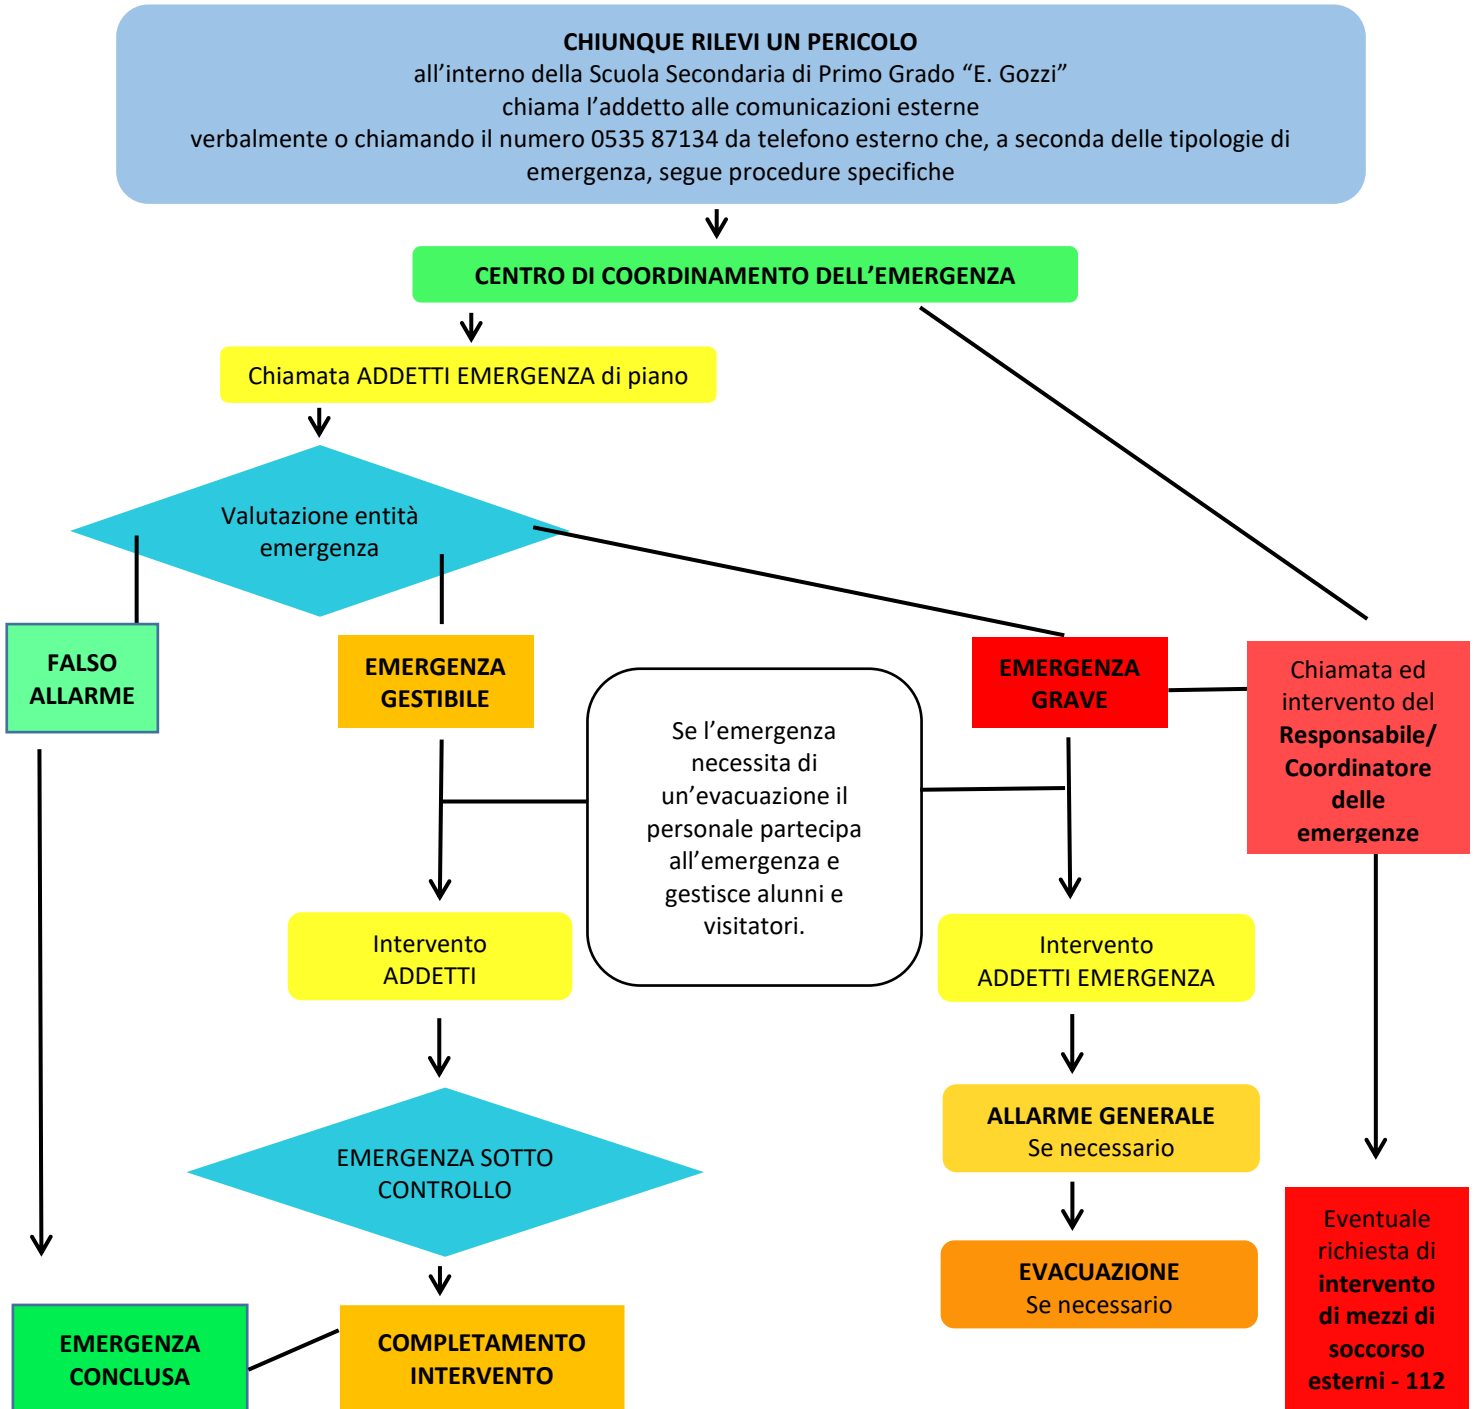 CHIUNQUE RILEVI UN PERICOLO
all’interno della Scuola Secondaria di Primo Grado “E. Gozzi”
chiama l’addetto alle comunicazioni esterne
verbalmente o chiamando il numero 0535 87134 da telefono esterno che, a seconda delle tipologie di
emergenza, segue procedure specifiche
CENTRO DI COORDINAMENTO DELL’EMERGENZA
Chiamata ADDETTI EMERGENZA di piano
Valutazione entità
emergenza
FALSO
ALLARME
EMERGENZA
GESTIBILE
Se l’emergenza
necessita di
un’evacuazione il
personale partecipa
all’emergenza e
gestisce alunni e
visitatori.
EMERGENZA
GRAVE
Chiamata ed
intervento del
Responsabile/
Coordinatore
delle
emergenze
Intervento
ADDETTI
Intervento
ADDETTI EMERGENZA
EMERGENZA SOTTO
CONTROLLO
ALLARME GENERALE
Se necessario
EVACUAZIONE
Se necessario
Eventuale
richiesta di
intervento
di mezzi di
soccorso
esterni - 112
EMERGENZA
CONCLUSA
COMPLETAMENTO
INTERVENTO